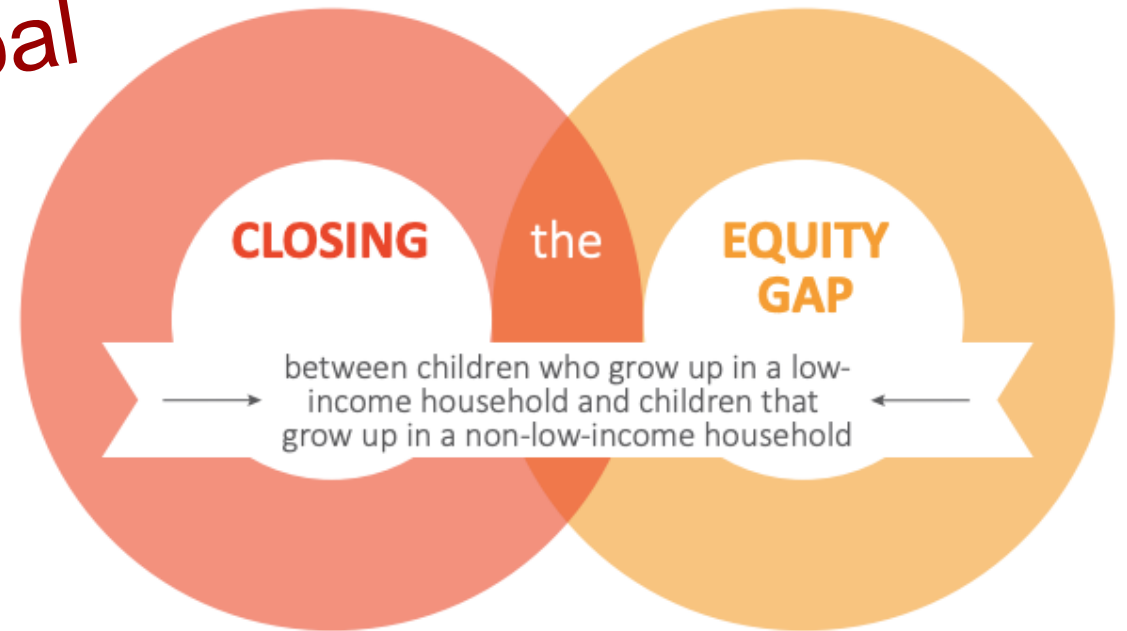 CLOSING the EQUITY
GAP
between children who grow up in a low-
income household and children that
grow up in a non-low-income household